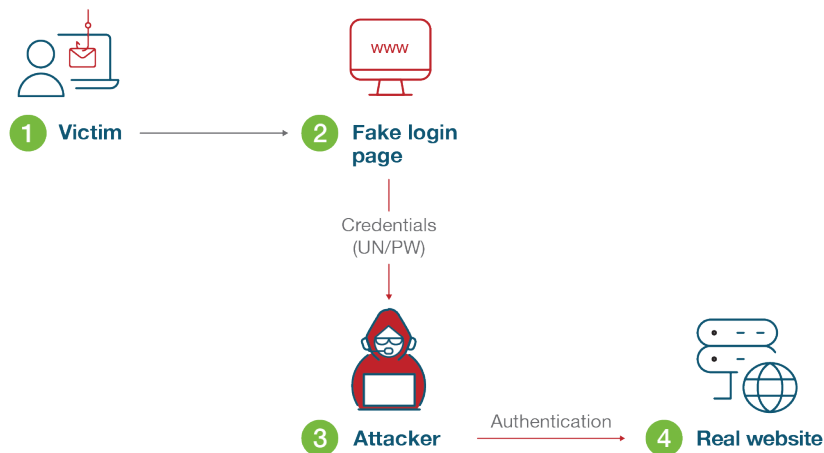 www
1 Victim
2 Fake login
page
Credentials
(UN/PW)
3 Attacker
Authentication
4 Real website